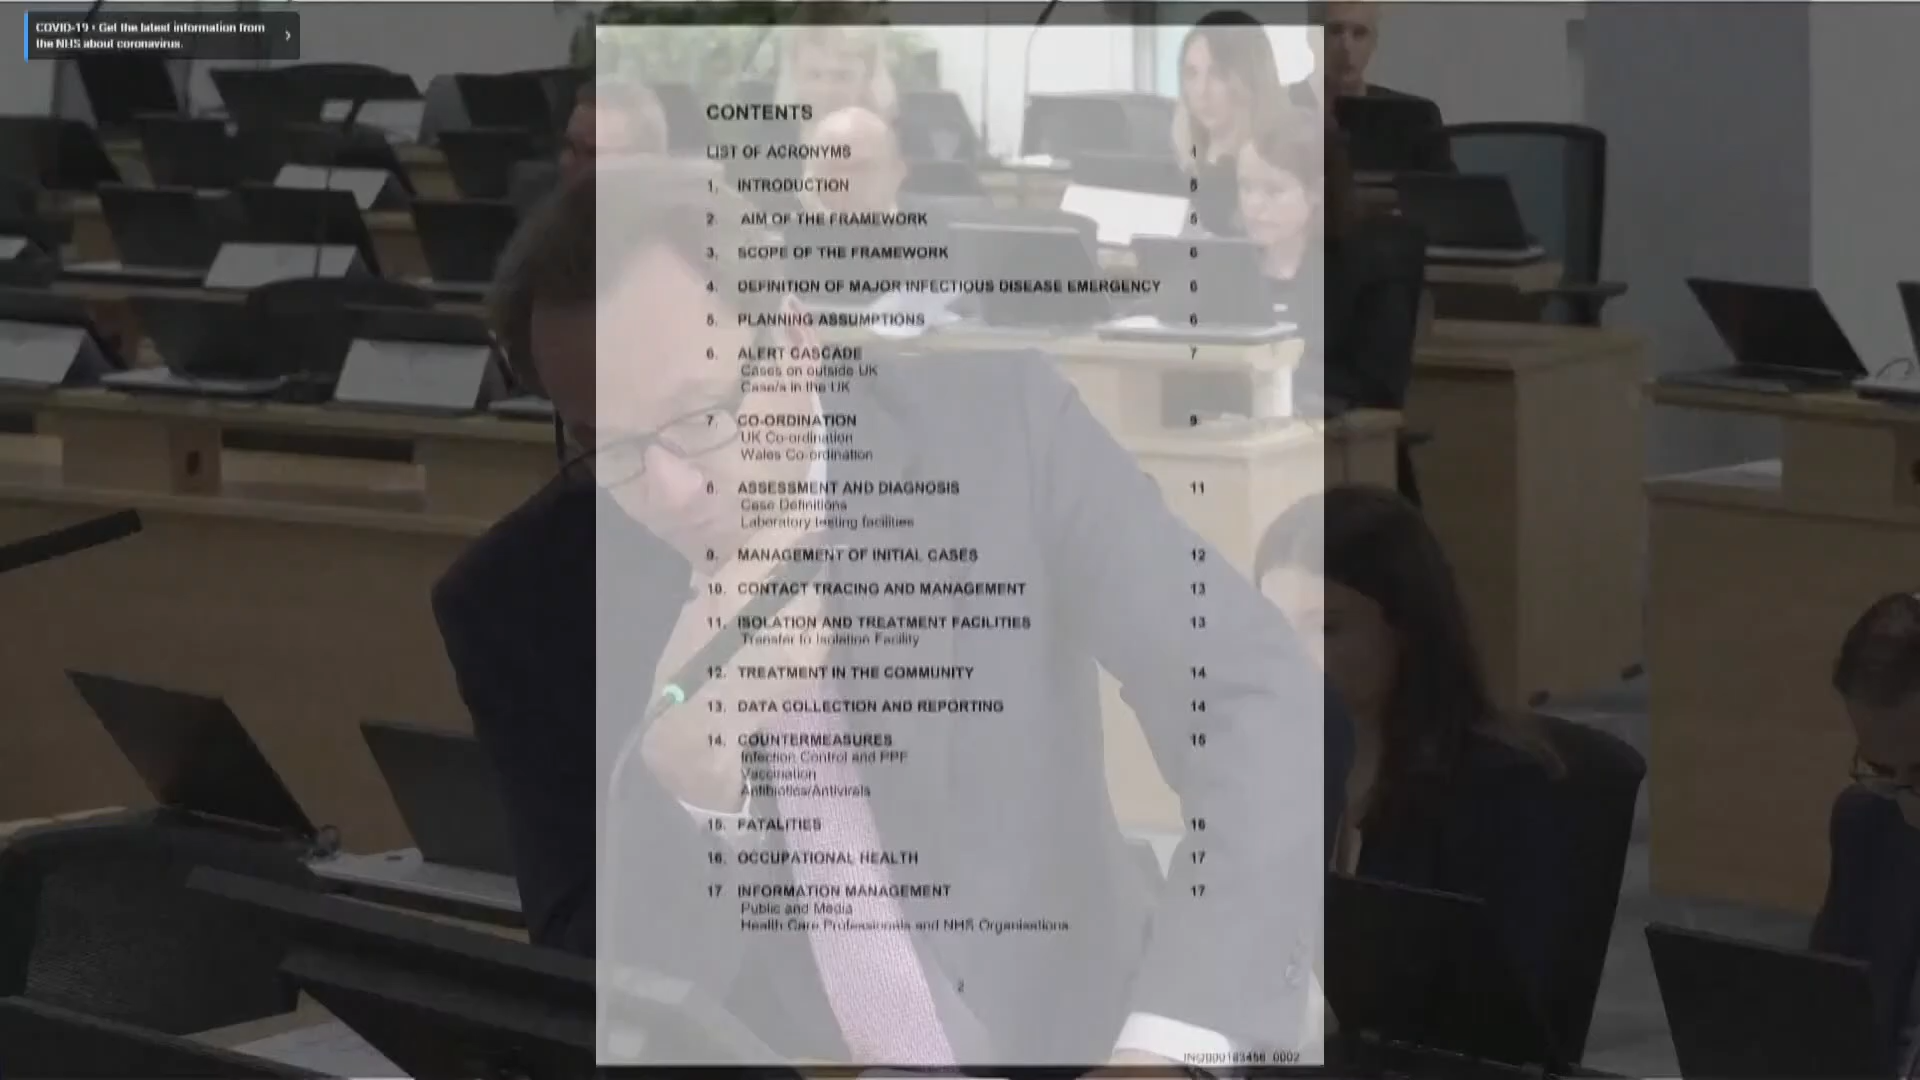 COVID-19 • Get the latest information from
the NHS about coronavirus.
CONTENTS
LIST OF ACRONYMS 4
1. INTRODUCTION 5
2. AIM OF THE FRAMEWORK 5
3. SCOPE OF THE FRAMEWORK 6
4. DEFINITION OF MAJOR INFECTIOUS DISEASE EMERGENCY 6
5. PLANNING ASSUMPTIONS 6
6. ALERT CASCADE 7
Cases on outside UK
Case/s in the UK
7. CO-ORDINATION 9
UK Co-ordination
Wales Co-ordination
8. ASSESSMENT AND DIAGNOSIS 11
Case Definitions
Laboratory testing facilities
9. MANAGEMENT OF INITIAL CASES 12
10. CONTACT TRACING AND MANAGEMENT 13
11. ISOLATION AND TREATMENT FACILITIES 13
Transfer to Isolation Facility
12. TREATMENT IN THE COMMUNITY 14
13. DATA COLLECTION AND REPORTING 14
14. COUNTERMEASURES 15
Infection Control and PPE
Vaccination
Antibiotics/Antivirals
15. FATALITIES 16
16. OCCUPATIONAL HEALTH 17
17 INFORMATION MANAGEMENT 17
Public and Media
Health Care Professionals and NHS Organisations
2
INQ000183456_0002